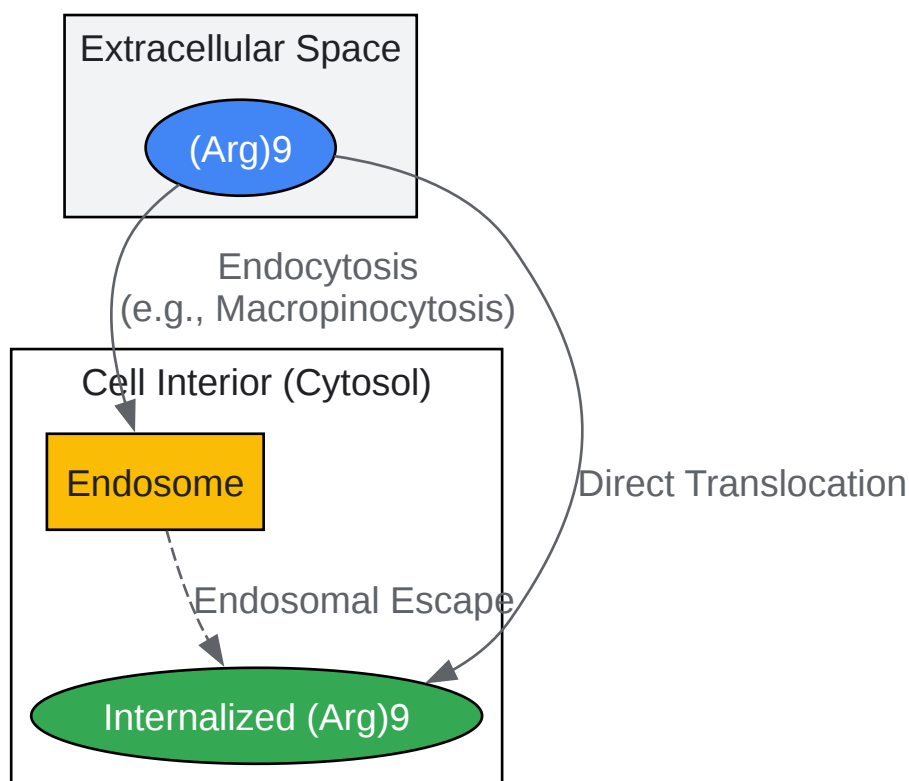 Extracellular Space
(Arg)9
Endocytosis
(e.g., Macropinocytosis)
Cell Interior (Cytosol)
Endosome
Direct Translocation
Endosomal Escape
Internalized (Arg)9